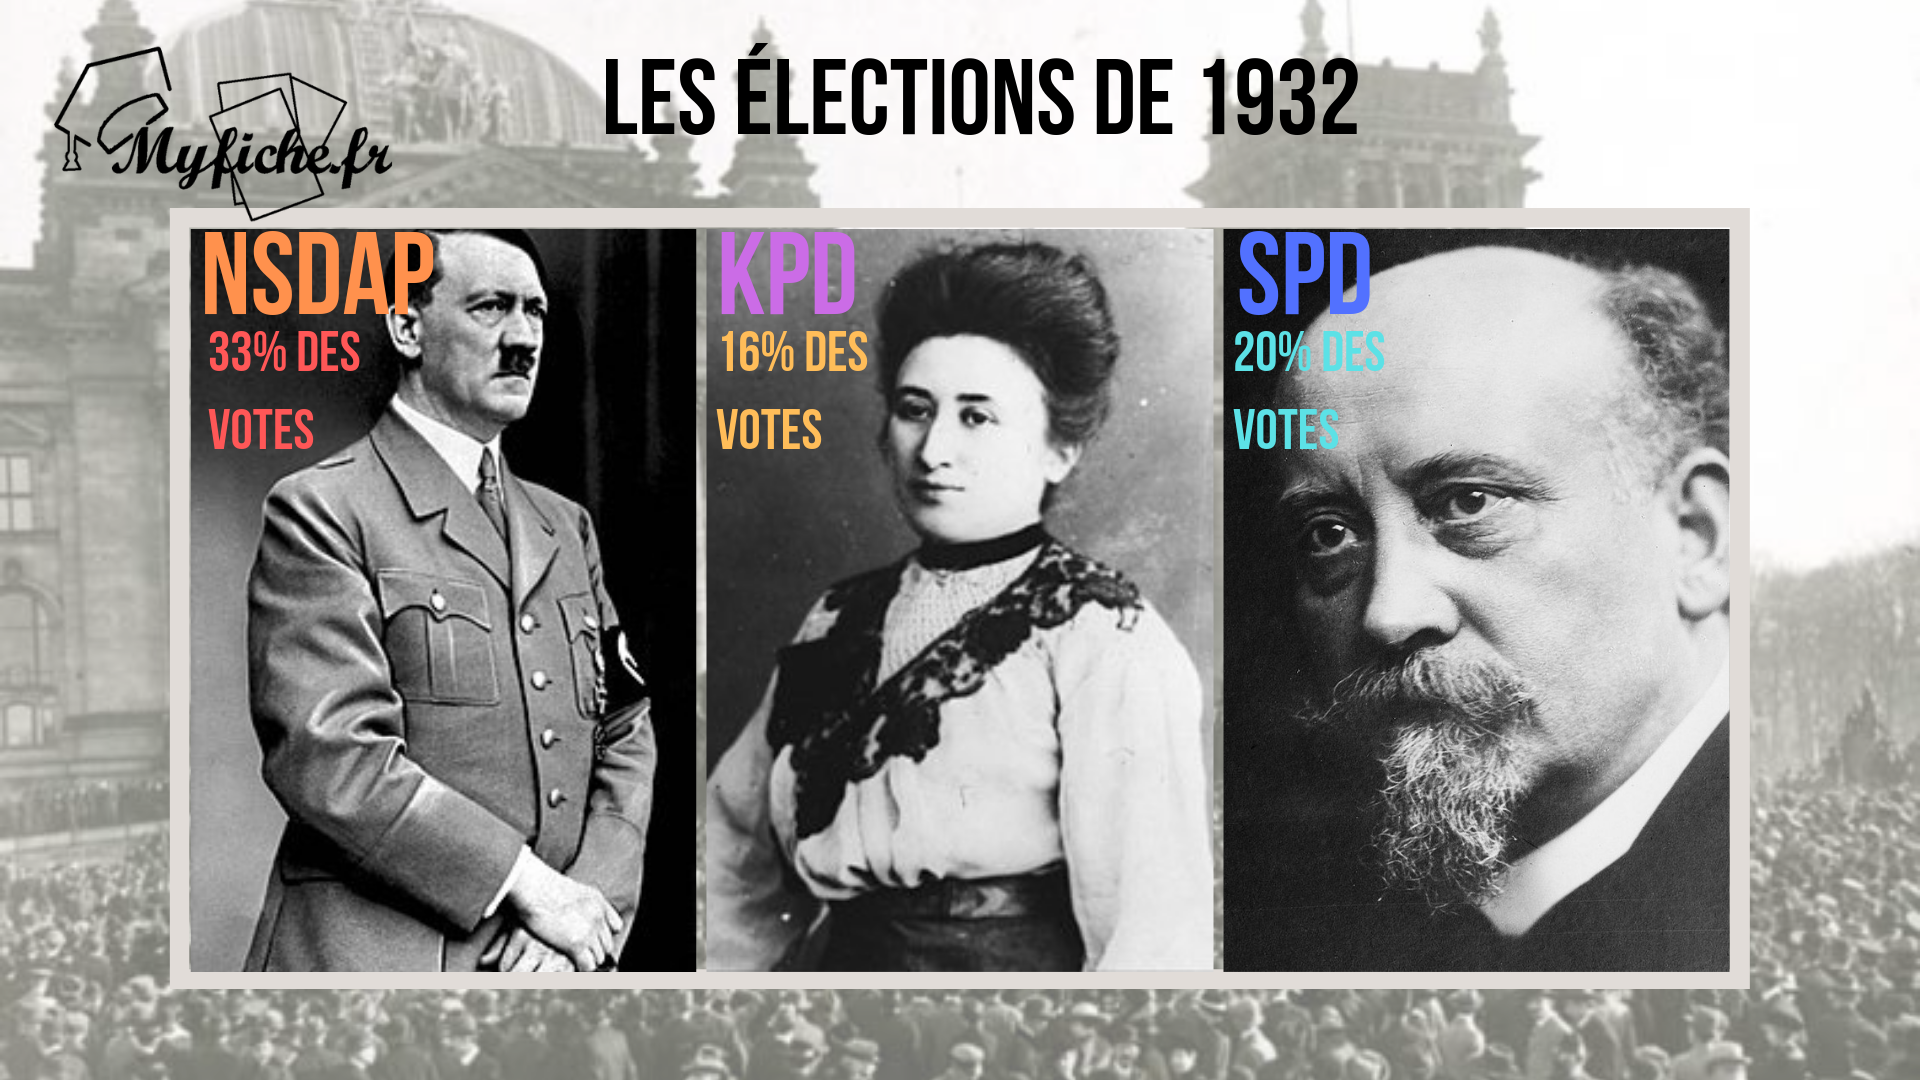 LES ÉLECTIONS DE 1932
Myfiche.fr
NSDAP
33% DES
VOTES
KPD
16% DES
VOTES
SPD
20% DES
VOTES